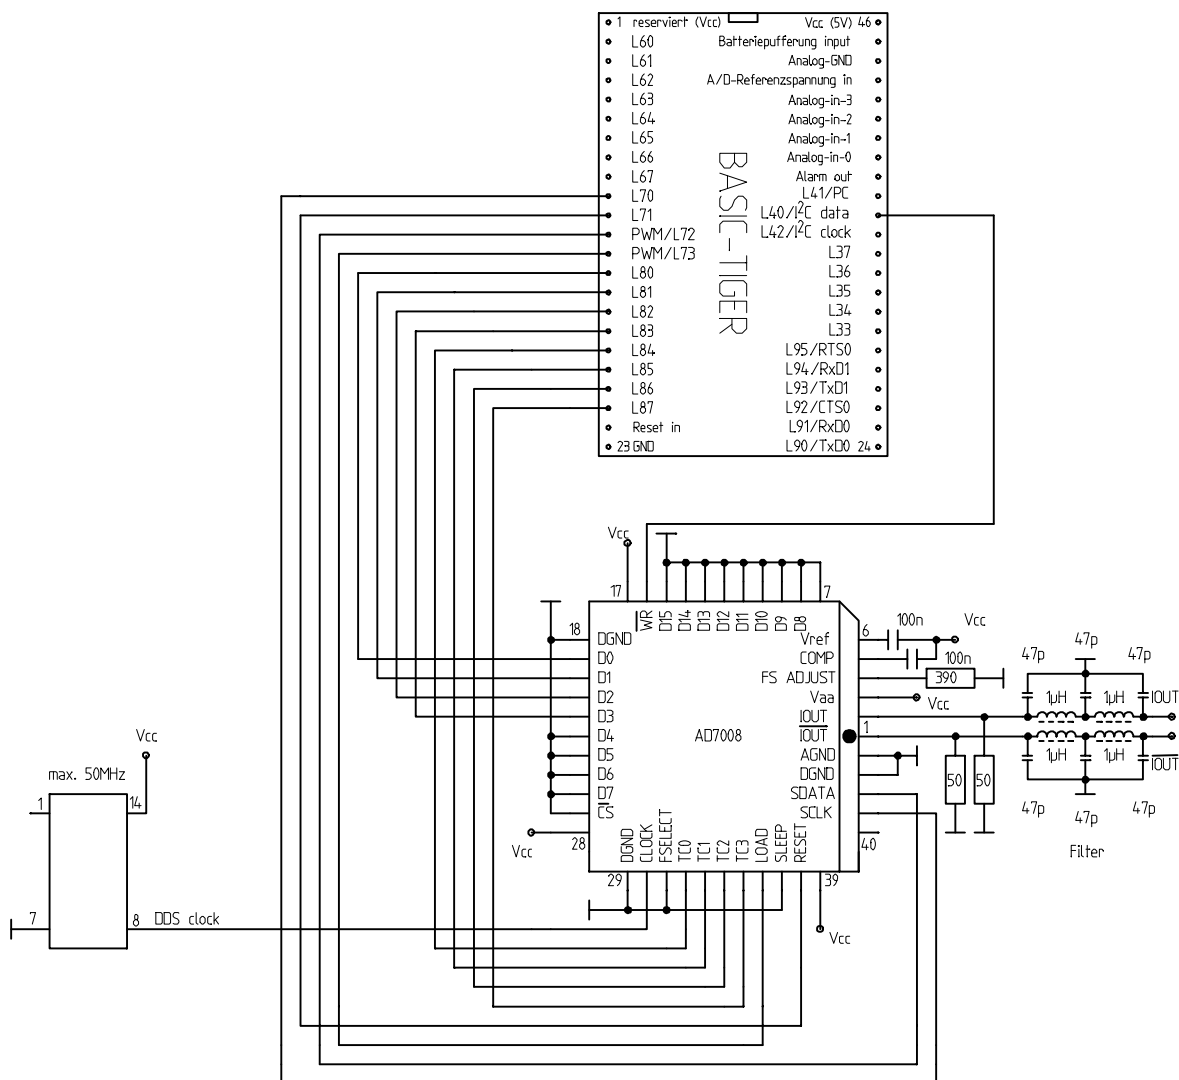 1 reserviert (Vcc)
Vcc (5V) 46
L60
Batteriepufferung input
L61
Analog-GND
L62
A/D-Referenzspannung in
L63
Analog-in-3
L64
Analog-in-2
L65
Analog-in-1
L66
Analog-in-0
L67
Alarm out
L70
L41/PC
L71
L40/I²C data
PWM/L72
L42/I²C clock
PWM/L73
L37
L80
L36
L81
L35
L82
L34
L83
L33
L84
L95/RTS0
L85
L94/RxD1
L86
L93/TxD1
L87
L92/CTS0
Reset in
L91/RxD0
23 GND
L90/TxD0 24
BASIC-TIGER
Vcc
17
7
WR
D15
D14
D13
D12
D11
D10
D9
D8
18
DGND
D0
D1
D2
D3
D4
D5
D6
D7
CS
28
Vcc
AD7008
Vref
COMP
FS ADJUST
Vaa
IOUT
IOUT
AGND
DGND
SDATA
SCLK
6
1
40
100n
Vcc
100n
390
Vcc
47p
47p
47p
1µH
1µH
IOUT
1µH
1µH
IOUT
50
50
47p
47p
47p
Filter
DGND
CLOCK
FSELECT
TC0
TC1
TC2
TC3
LOAD
SLEEP
RESET
29
39
Vcc
Vcc
max. 50MHz
1
14
7
8
DDS clock